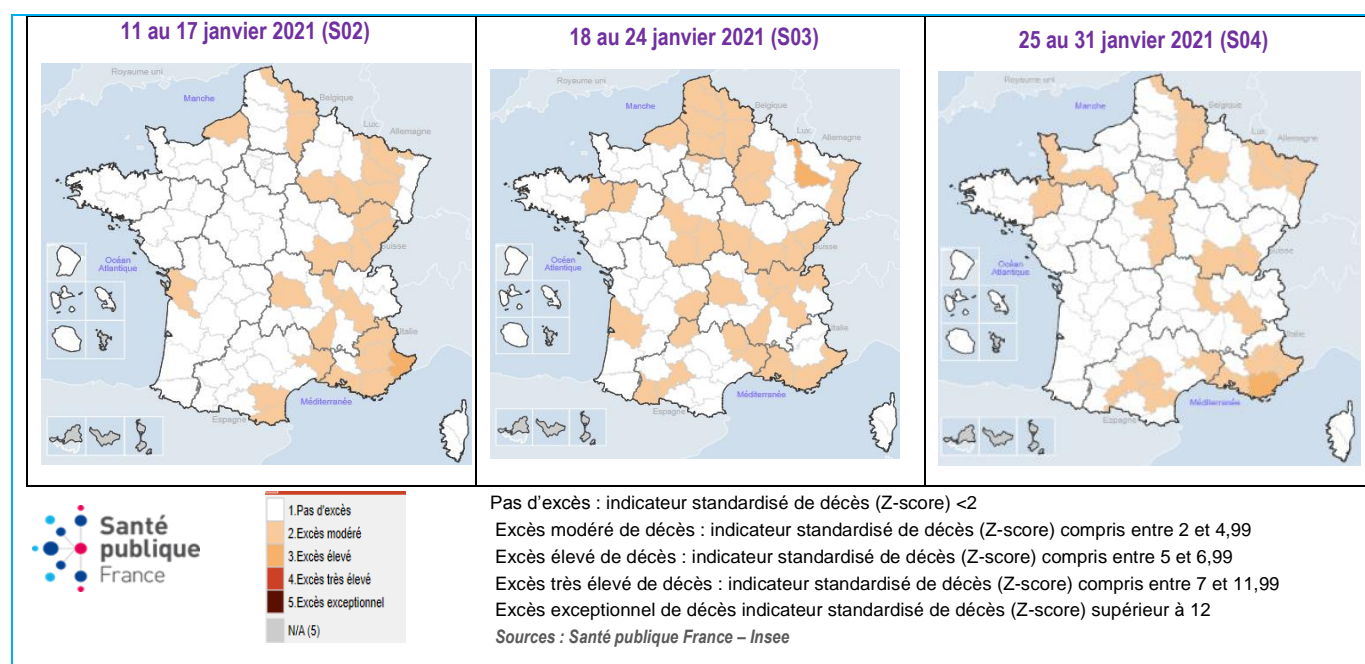 11 au 17 janvier 2021 (S02)
18 au 24 janvier 2021 (S03)
25 au 31 janvier 2021 (S04)
Royaume uni
Manche
Belgique
Lux.
Allemagne
Suisse
Océan
Atlantique
Italie
Méditerranée
Espagne
Royaume uni
Manche
Belgique
Lux.
Allemagne
Suisse
Océan
Atlantique
Italie
Méditerranée
Espagne
Royaume uni
Manche
Belgique
Lux.
Allemagne
Suisse
Océan
Atlantique
Italie
Méditerranée
Espagne
Santé
publique
France
1.Pas d'excès
2.Excès modéré
3.Excès élevé
4.Excès très élevé
5.Excès exceptionnel
N/A (5)
Pas d'excès : indicateur standardisé de décès (Z-score) <2
Excès modéré de décès : indicateur standardisé de décès (Z-score) compris entre 2 et 4,99
Excès élevé de décès : indicateur standardisé de décès (Z-score) compris entre 5 et 6,99
Excès très élevé de décès : indicateur standardisé de décès (Z-score) compris entre 7 et 11,99
Excès exceptionnel de décès indicateur standardisé de décès (Z-score) supérieur à 12
Sources : Santé publique France – Insee